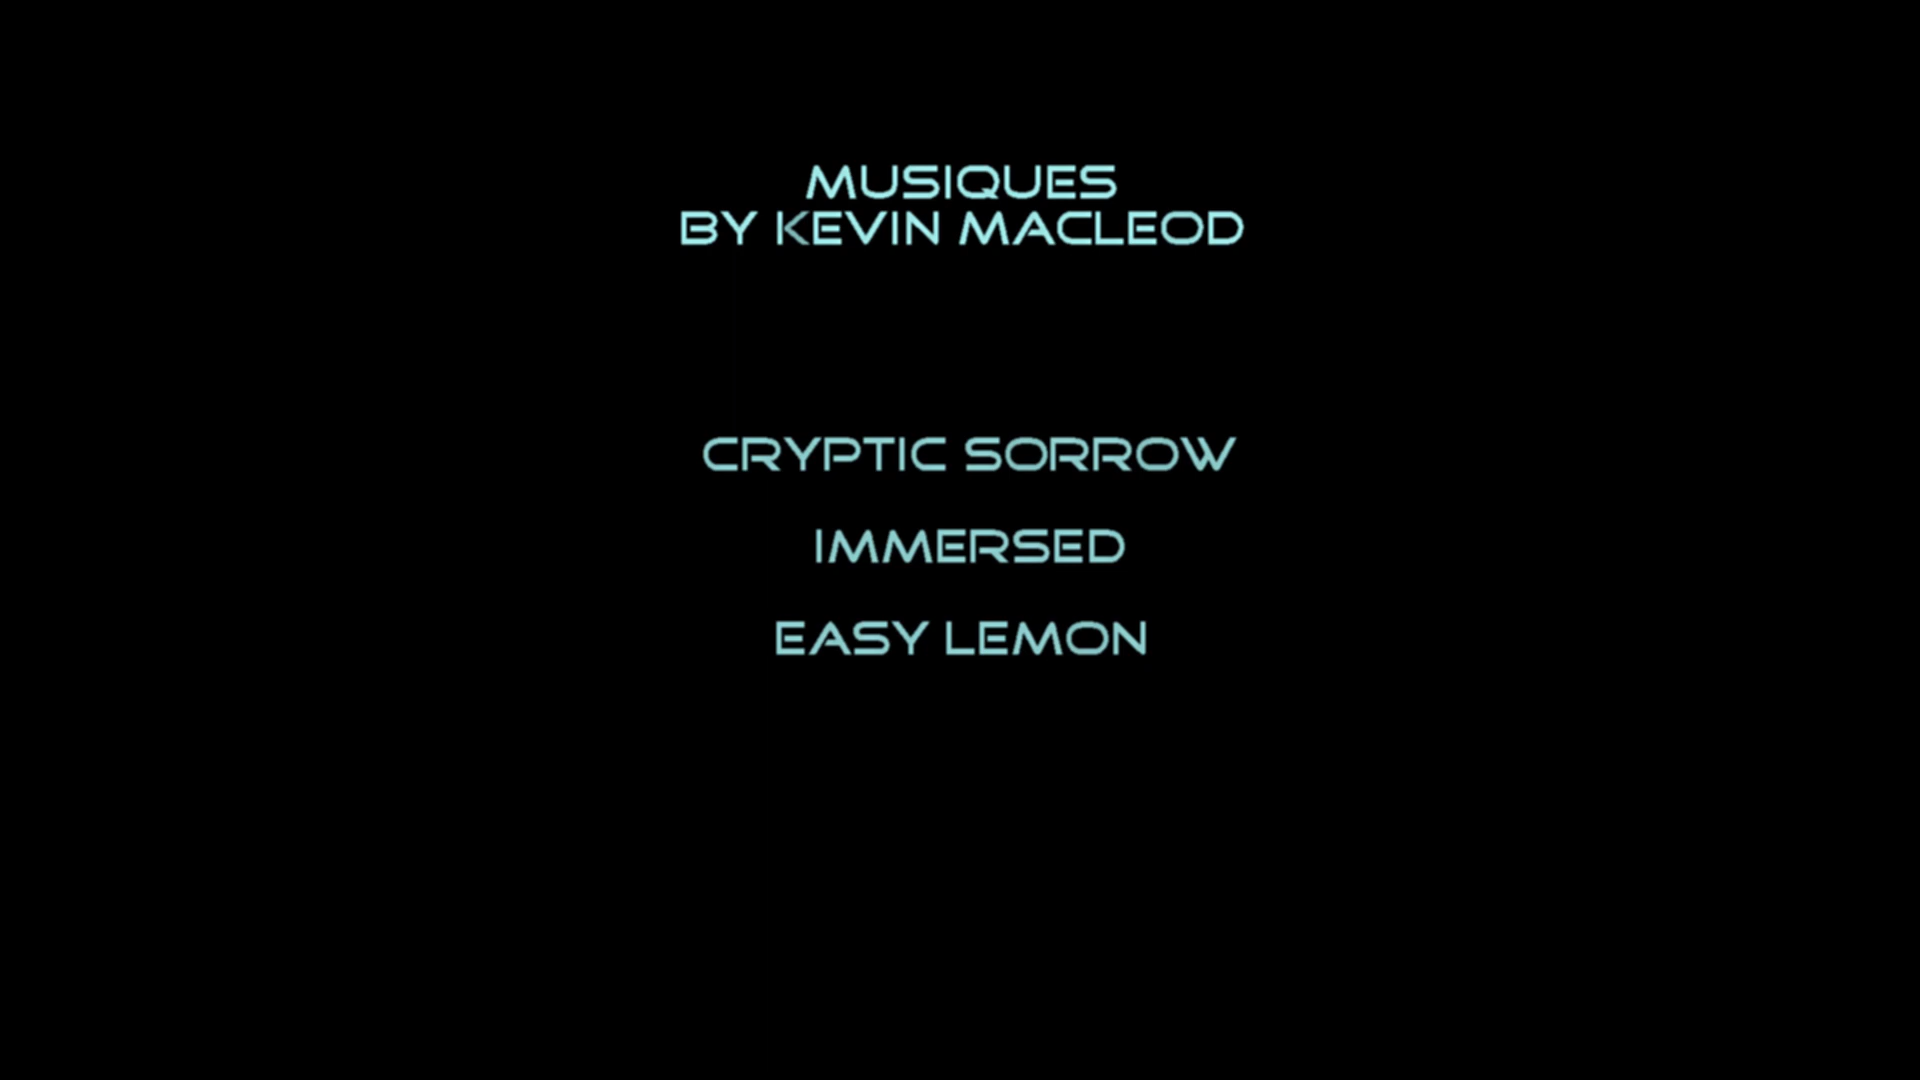 MUSIQUES
BY KEVIN MACLEOD
CRYPTIC SORROW
IMMERSED
EASY LEMON